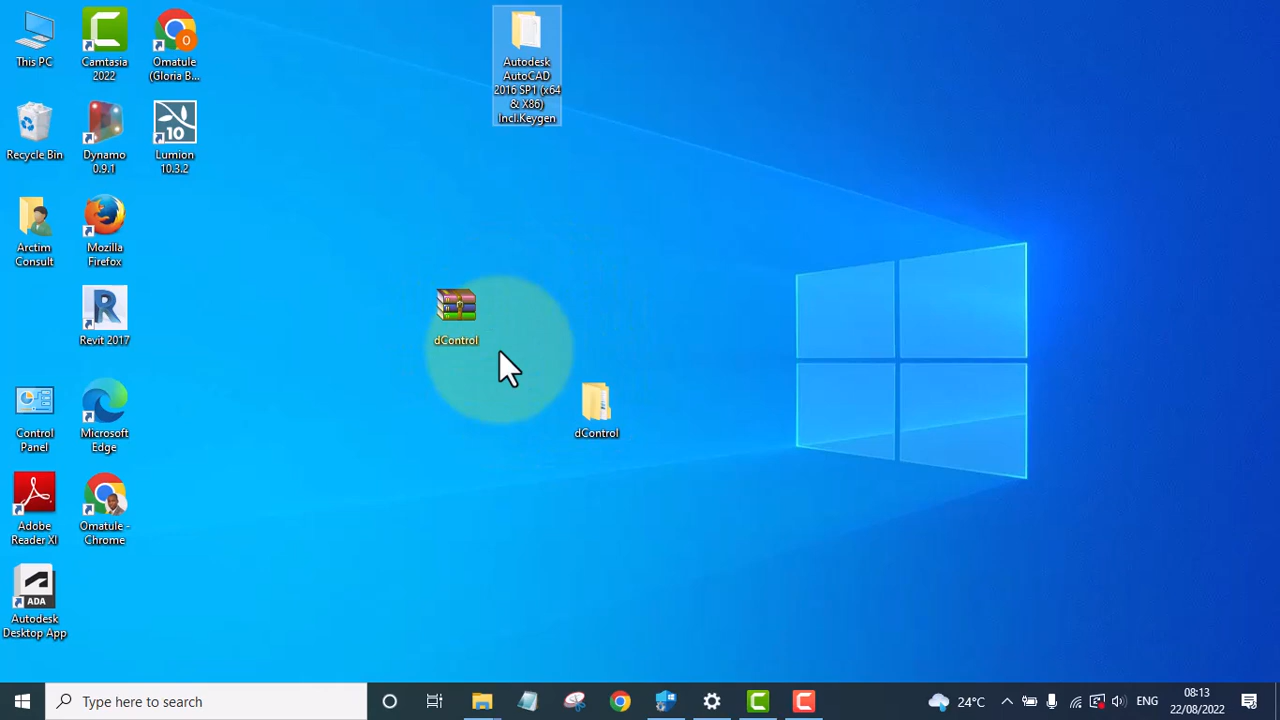 This PC
Camtasia
2022
Omatule
(Gloria B...
Autodesk
AutoCAD
2016 SP1 (x64
& X86)
Incl.Keygen
Recycle Bin
Dynamo
0.9.1
10
Lumion
10.3.2
Arctim
Consult
Mozilla
Firefox
R
Revit 2017
dControl
dControl
Control
Panel
Microsoft
Edge
Adobe
Reader XI
Omatule -
Chrome
ADA
Autodesk
Desktop App
Type here to search
24°C
ENG
08:13
22/08/2022